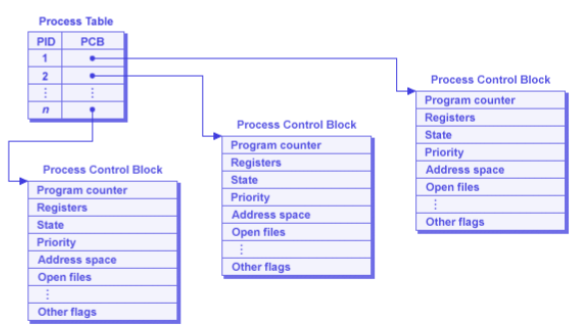 Process Table
PID PCB
1
2
⋮ ⋮
n
Process Control Block
Program counter
Registers
State
Priority
Address space
Open files
⋮
Other flags
Process Control Block
Program counter
Registers
State
Priority
Address space
Open files
⋮
Other flags
Process Control Block
Program counter
Registers
State
Priority
Address space
Open files
⋮
Other flags